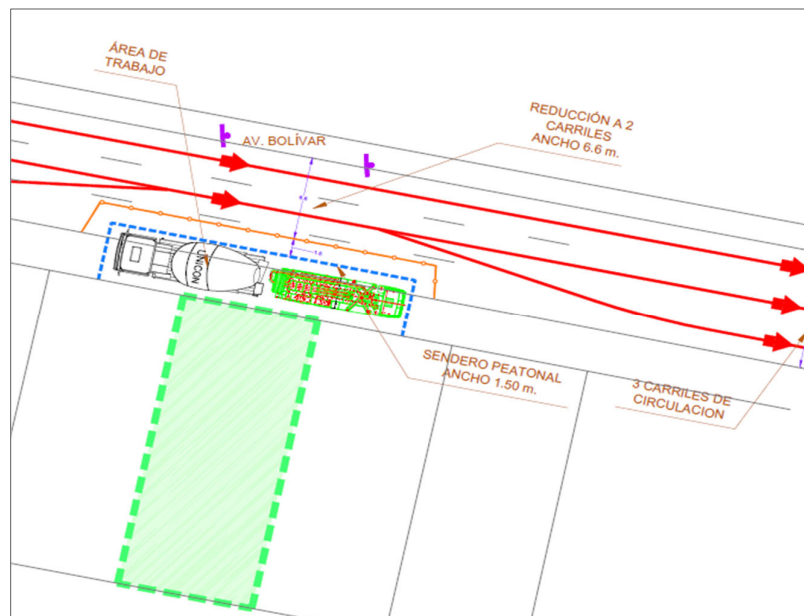 ÁREA DE
TRABAJO
REDUCCIÓN A 2
CARRILES
ANCHO 6.6 m.
AV. BOLÍVAR
UNICON
SENDERO PEATONAL
ANCHO 1.50 m.
3 CARRILES DE
CIRCULACION